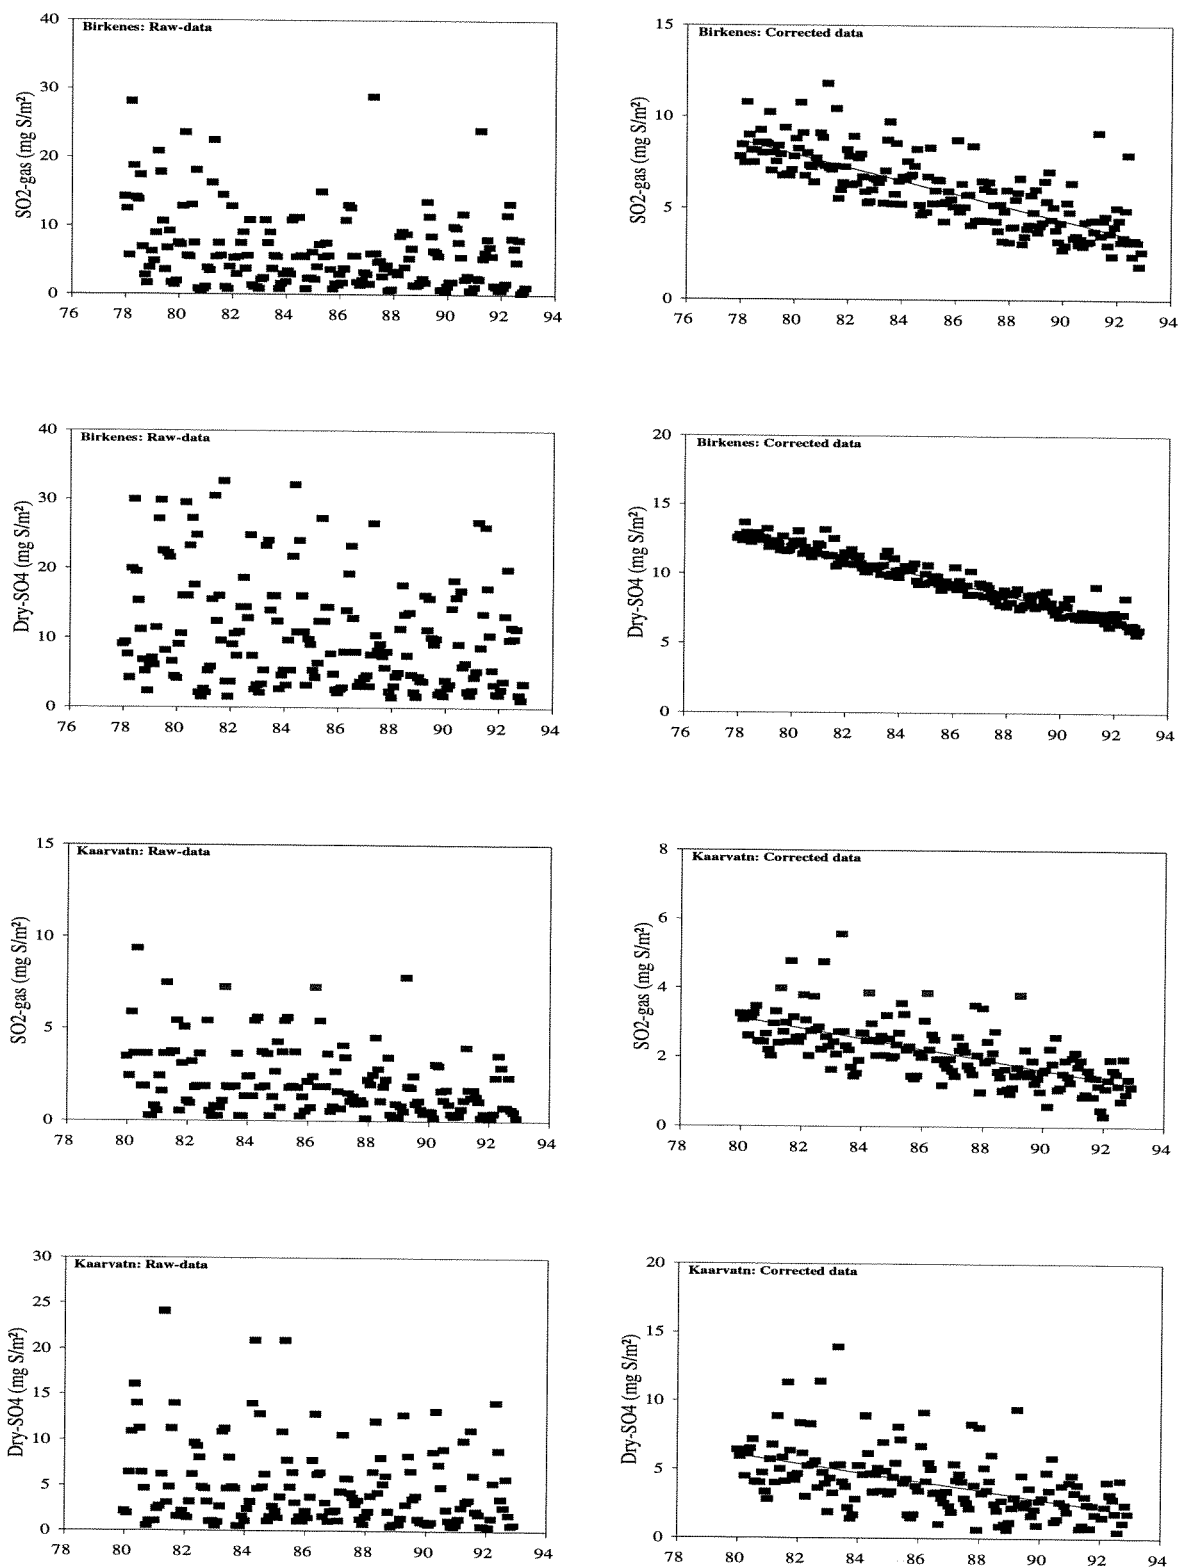 Birkenes: Raw-data
SO2-gas (mg S/m²)
40
30
20
10
0
76 78 80 82 84 86 88 90 92 94
Birkenes: Corrected data
SO2-gas (mg S/m²)
15
10
5
0
76 78 80 82 84 86 88 90 92 94
Birkenes: Raw-data
Dry-SO4 (mg S/m²)
40
30
20
10
0
76 78 80 82 84 86 88 90 92 94
Birkenes: Corrected data
20
15
10
5
0
76 78 80 82 84 86 88 90 92 94
Dry-SO4 (mg S/m²)
Kaarvatn: Raw-data
SO2-gas (mg S/m²)
15
10
5
0
78 80 82 84 86 88 90 92 94
Kaarvatn: Corrected data
SO2-gas (mg S/m²)
8
6
4
2
0
78 80 82 84 86 88 90 92 94
Kaarvatn: Raw-data
Dry-SO4 (mg S/m²)
30
25
20
15
10
5
0
78 80 82 84 86 88 90 92 94
Kaarvatn: Corrected data
Dry-SO4 (mg S/m²)
20
15
10
5
0
78 80 82 84 86 88 90 92 94